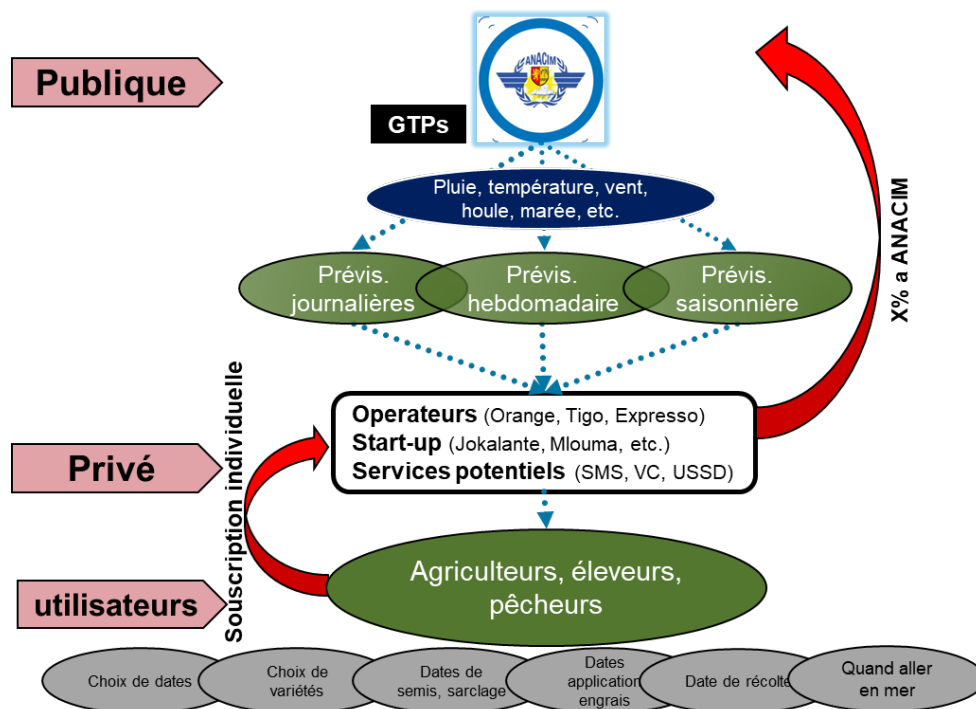 Publique
ANACIM
GTPs
Pluie, température, vent,
houle, marée, etc.
Prévis.
journalières
Prévis.
hebdomadaire
Prévis.
saisonnière
X% a ANACIM
Operateurs (Orange, Tigo, Expresso)
Start-up (Jokalante, Mlouma, etc.)
Services potentiels (SMS, VC, USSD)
Privé
Souscription individuelle
Agriculteurs, éleveurs,
pêcheurs
utilisateurs
Choix de dates
Choix de
variétés
Dates de
semis, sarclage
Dates
application
engrais
Date de récolte
Quand aller
en mer